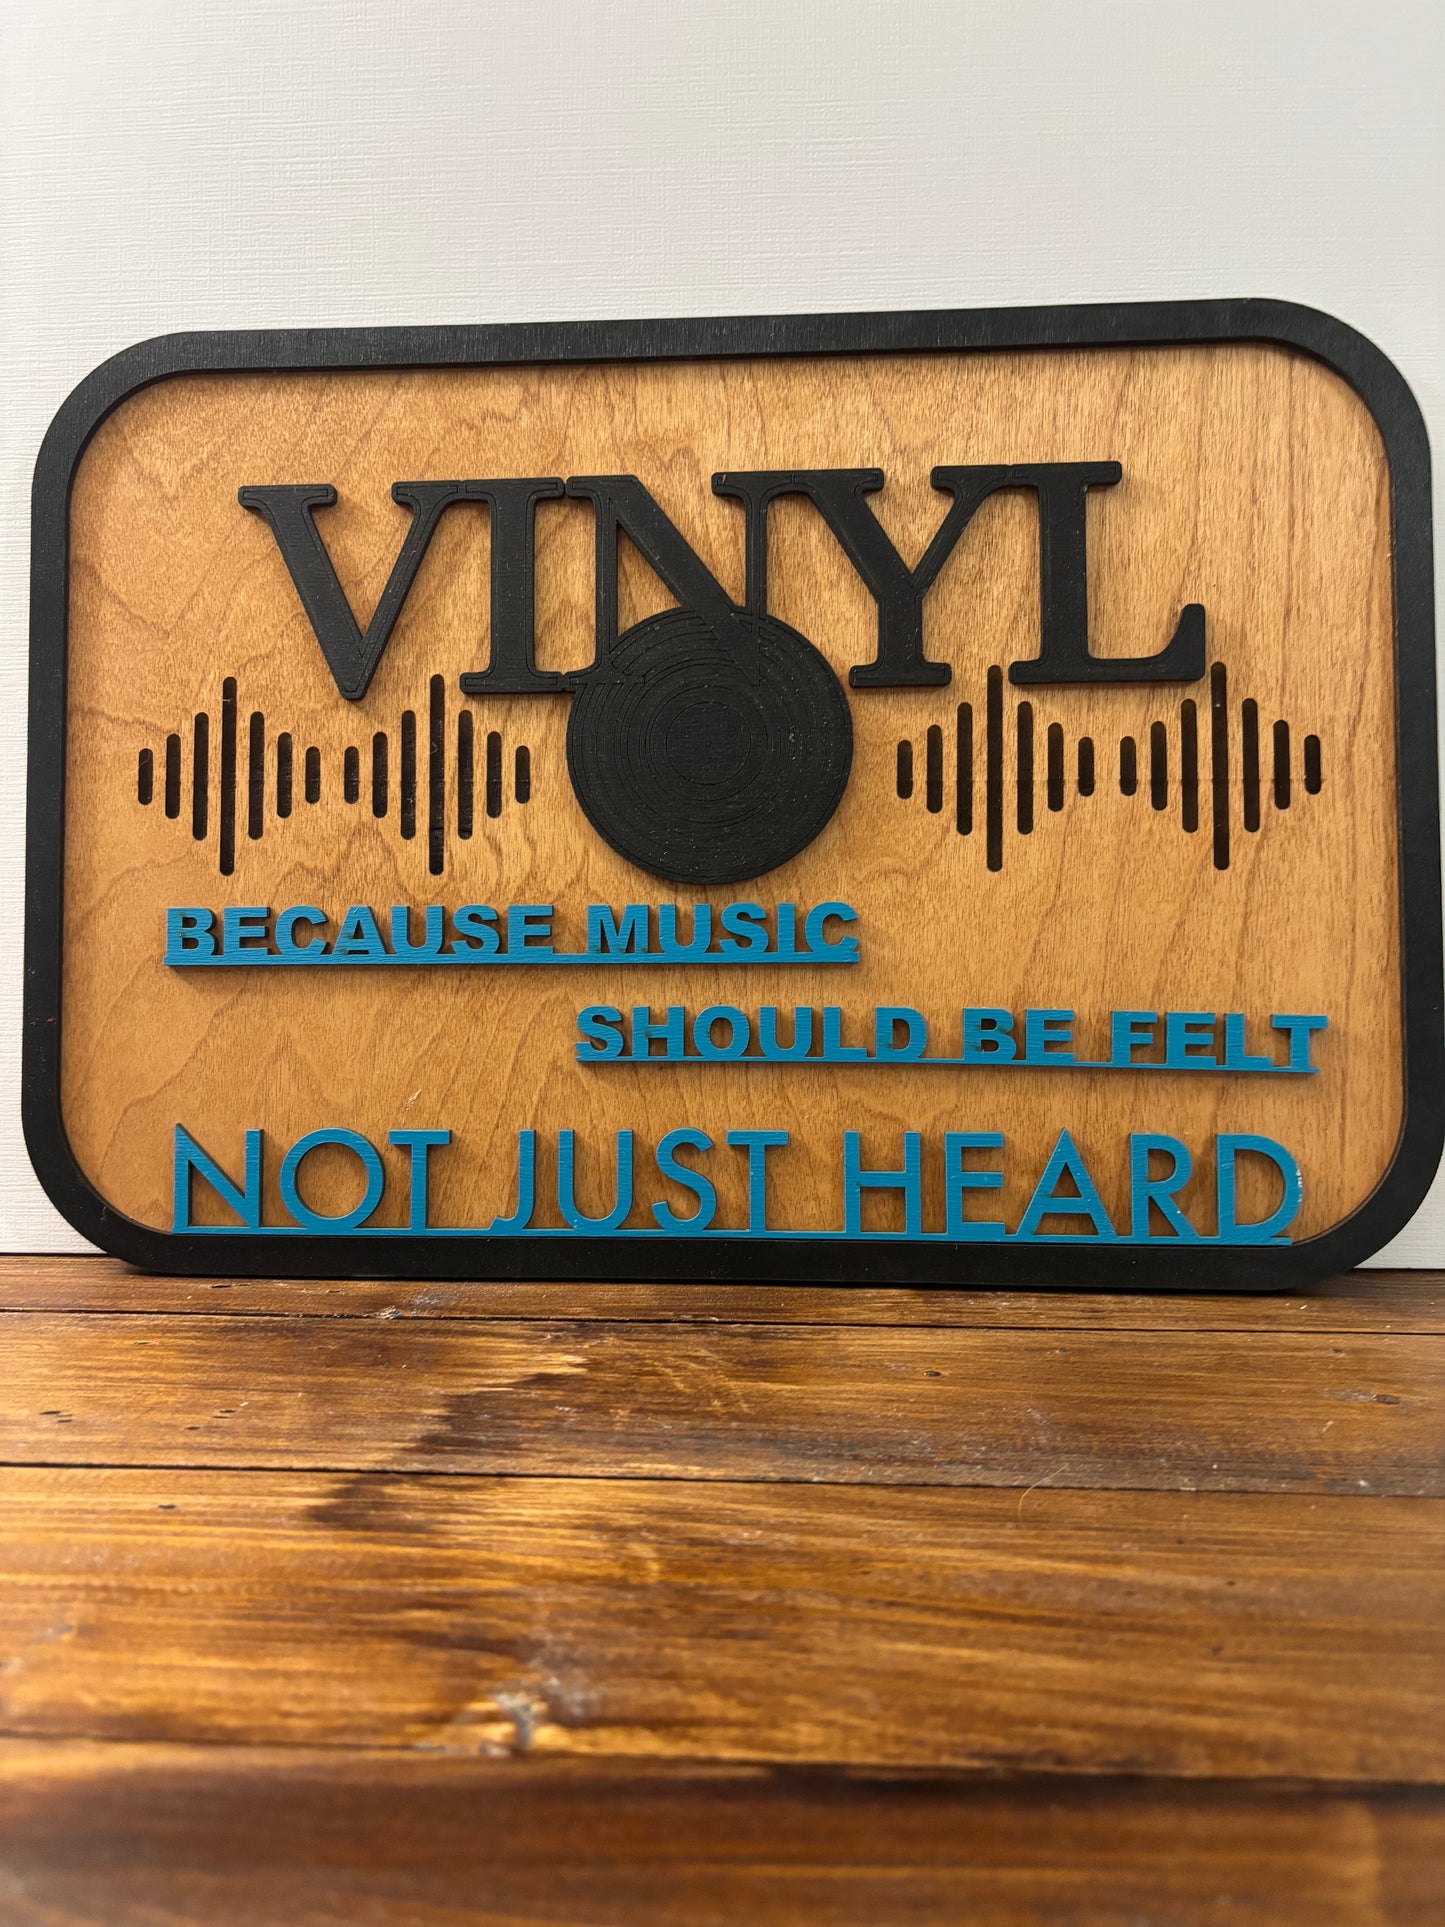 VINYL
BECAUSE MUSIC
SHOULD BE FELT
NOT JUST HEARD